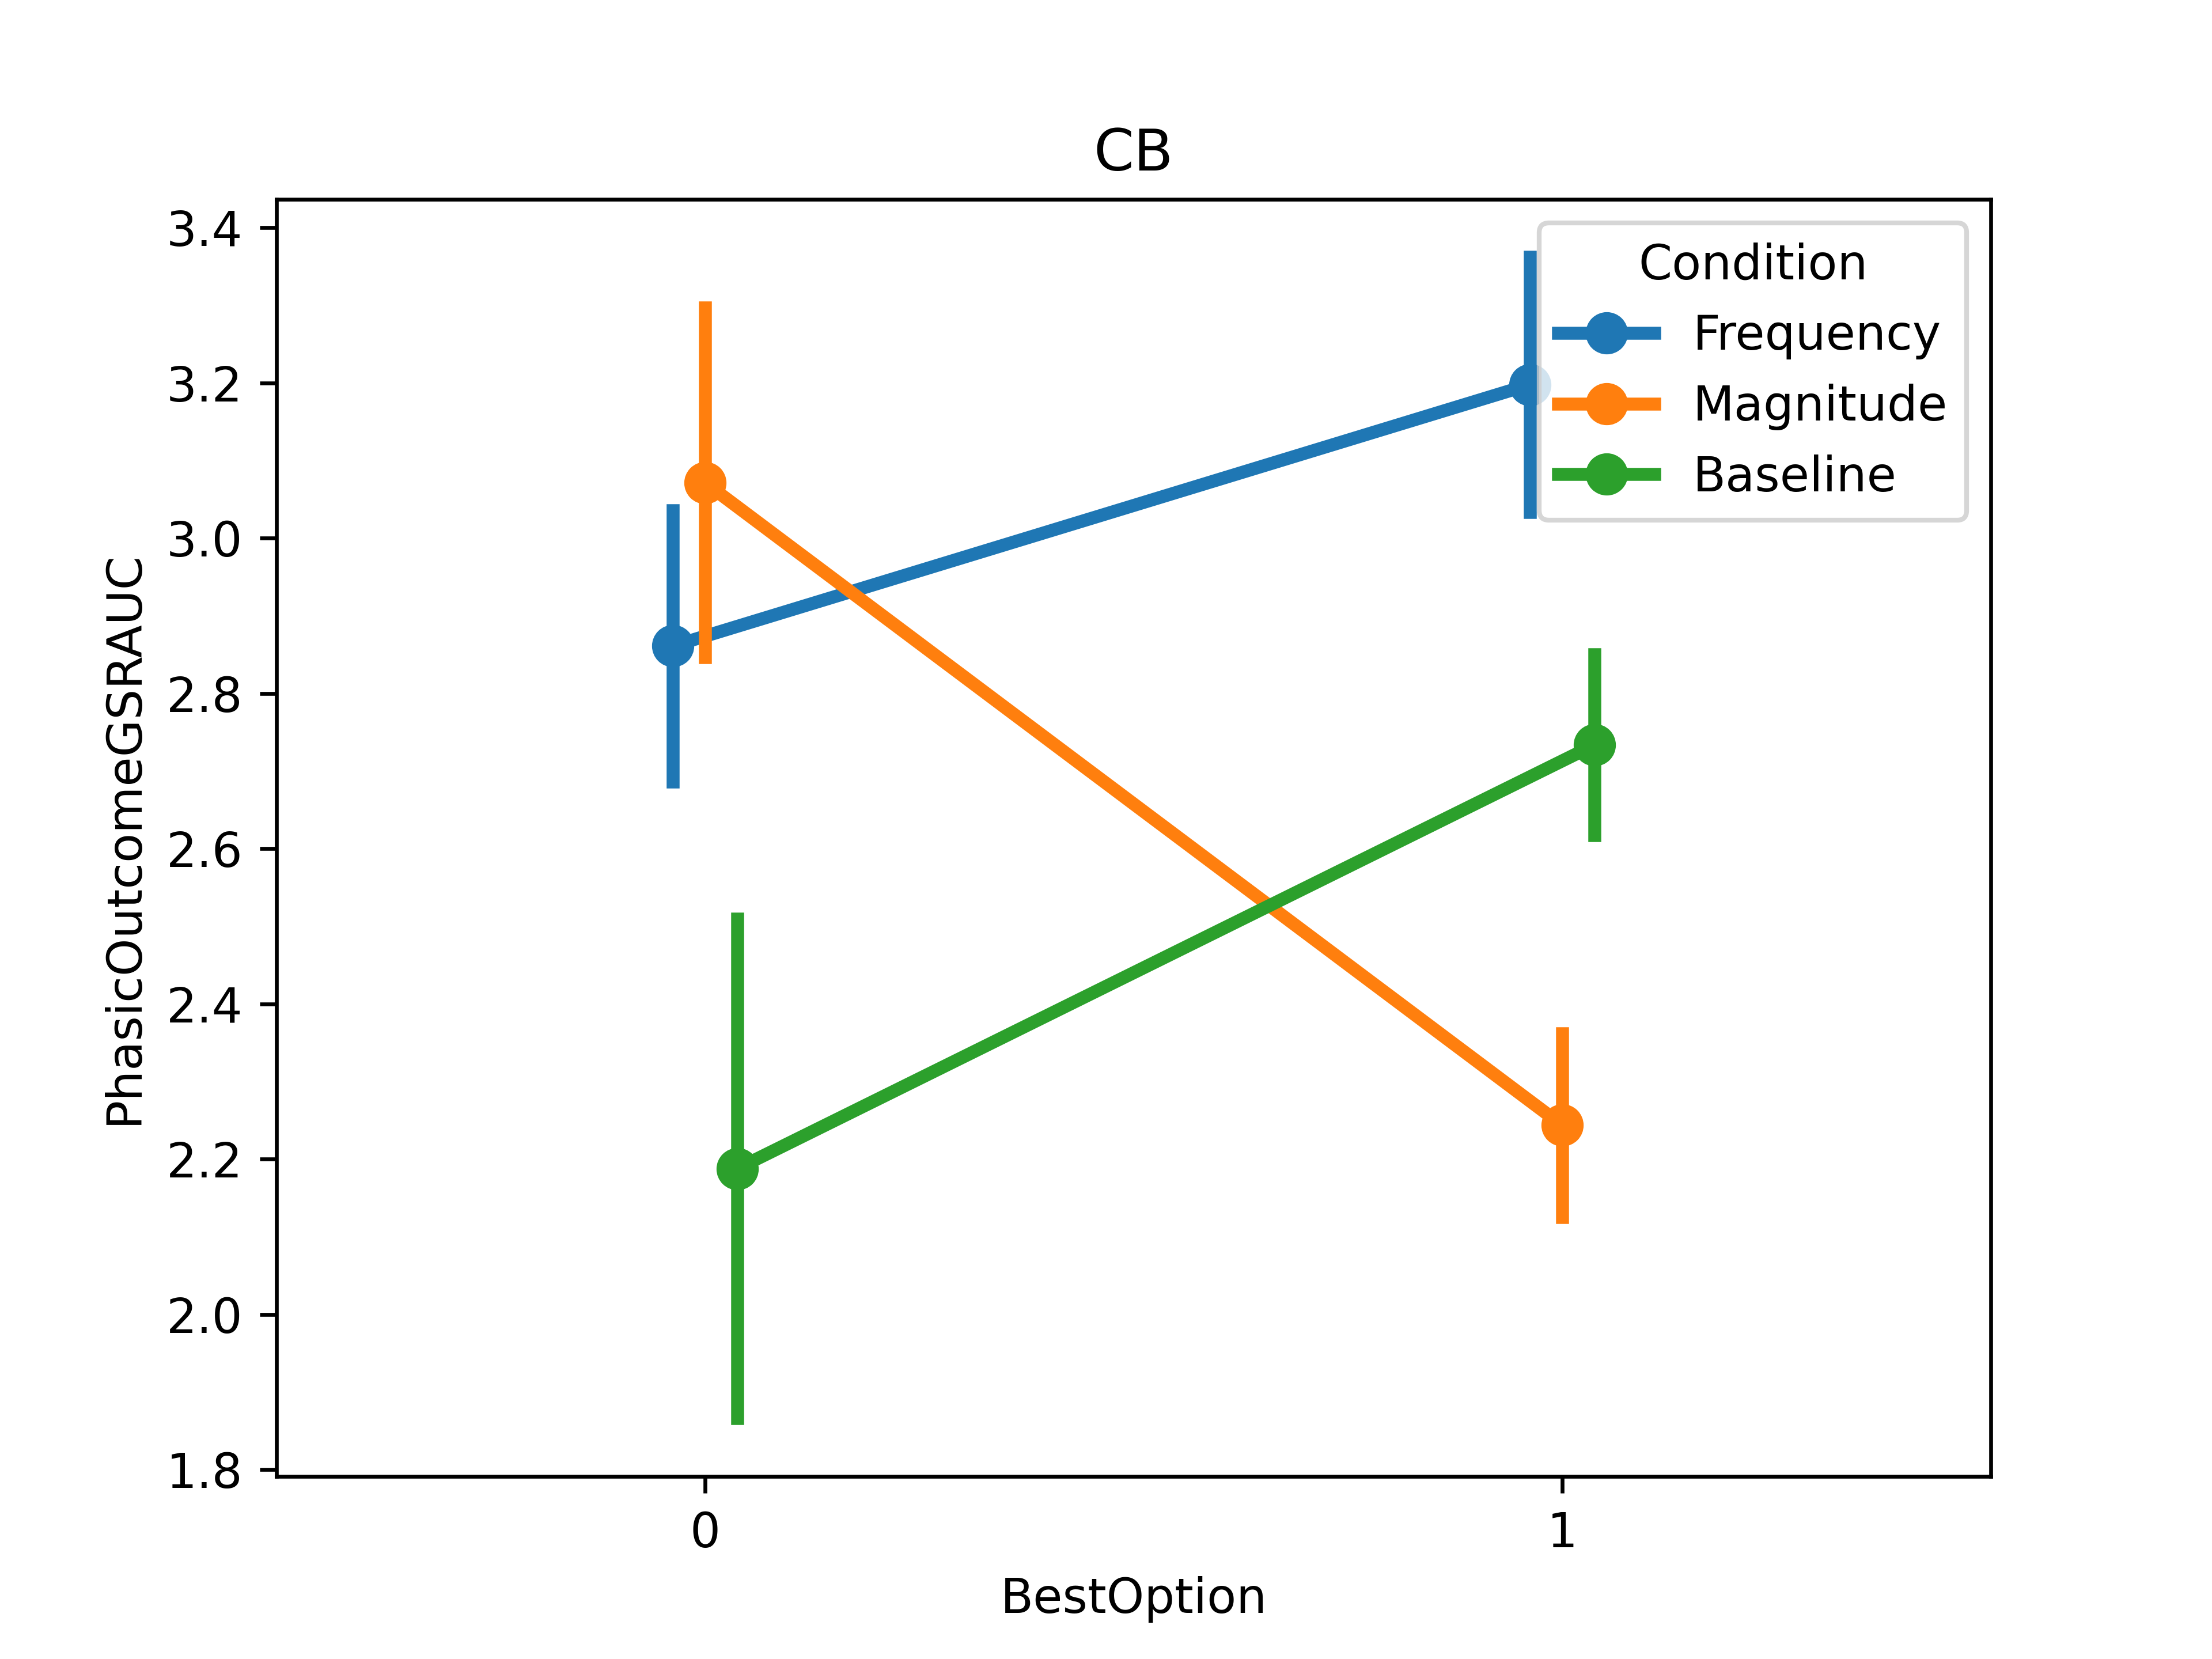 CB
Condition
Frequency
Magnitude
Baseline
PhasicOutcomeGSRAUC
3.4
3.2
3.0
2.8
2.6
2.4
2.2
2.0
1.8
0 1
BestOption